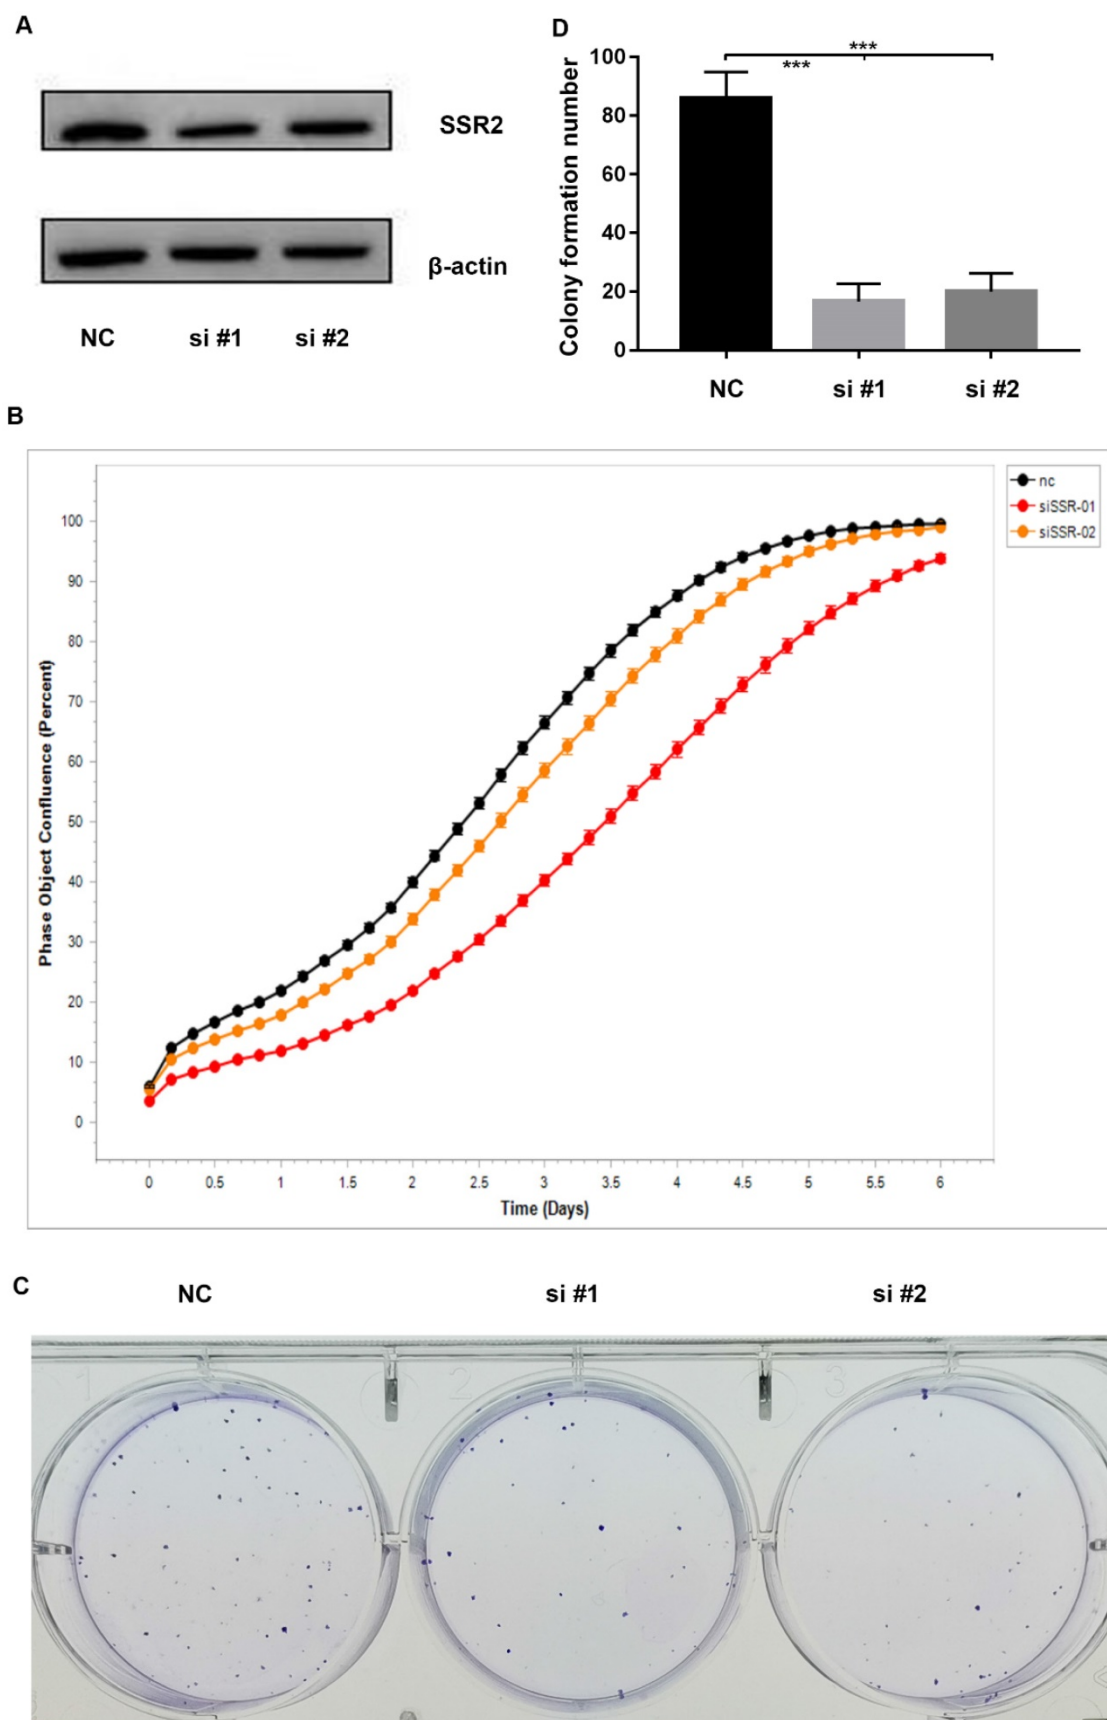 A
SSR2
β-actin
NC si #1 si #2
D
Colony formation number
100
80
60
40
20
0
***
***
NC si #1 si #2
B
Phase Object Confluence (Percent)
100
90
80
70
60
50
40
30
20
10
0
0 0.5 1 1.5 2 2.5 3 3.5 4 4.5 5 5.5 6
Time (Days)
nc
siSSR-01
siSSR-02
C
NC si #1 si #2
1 2 3